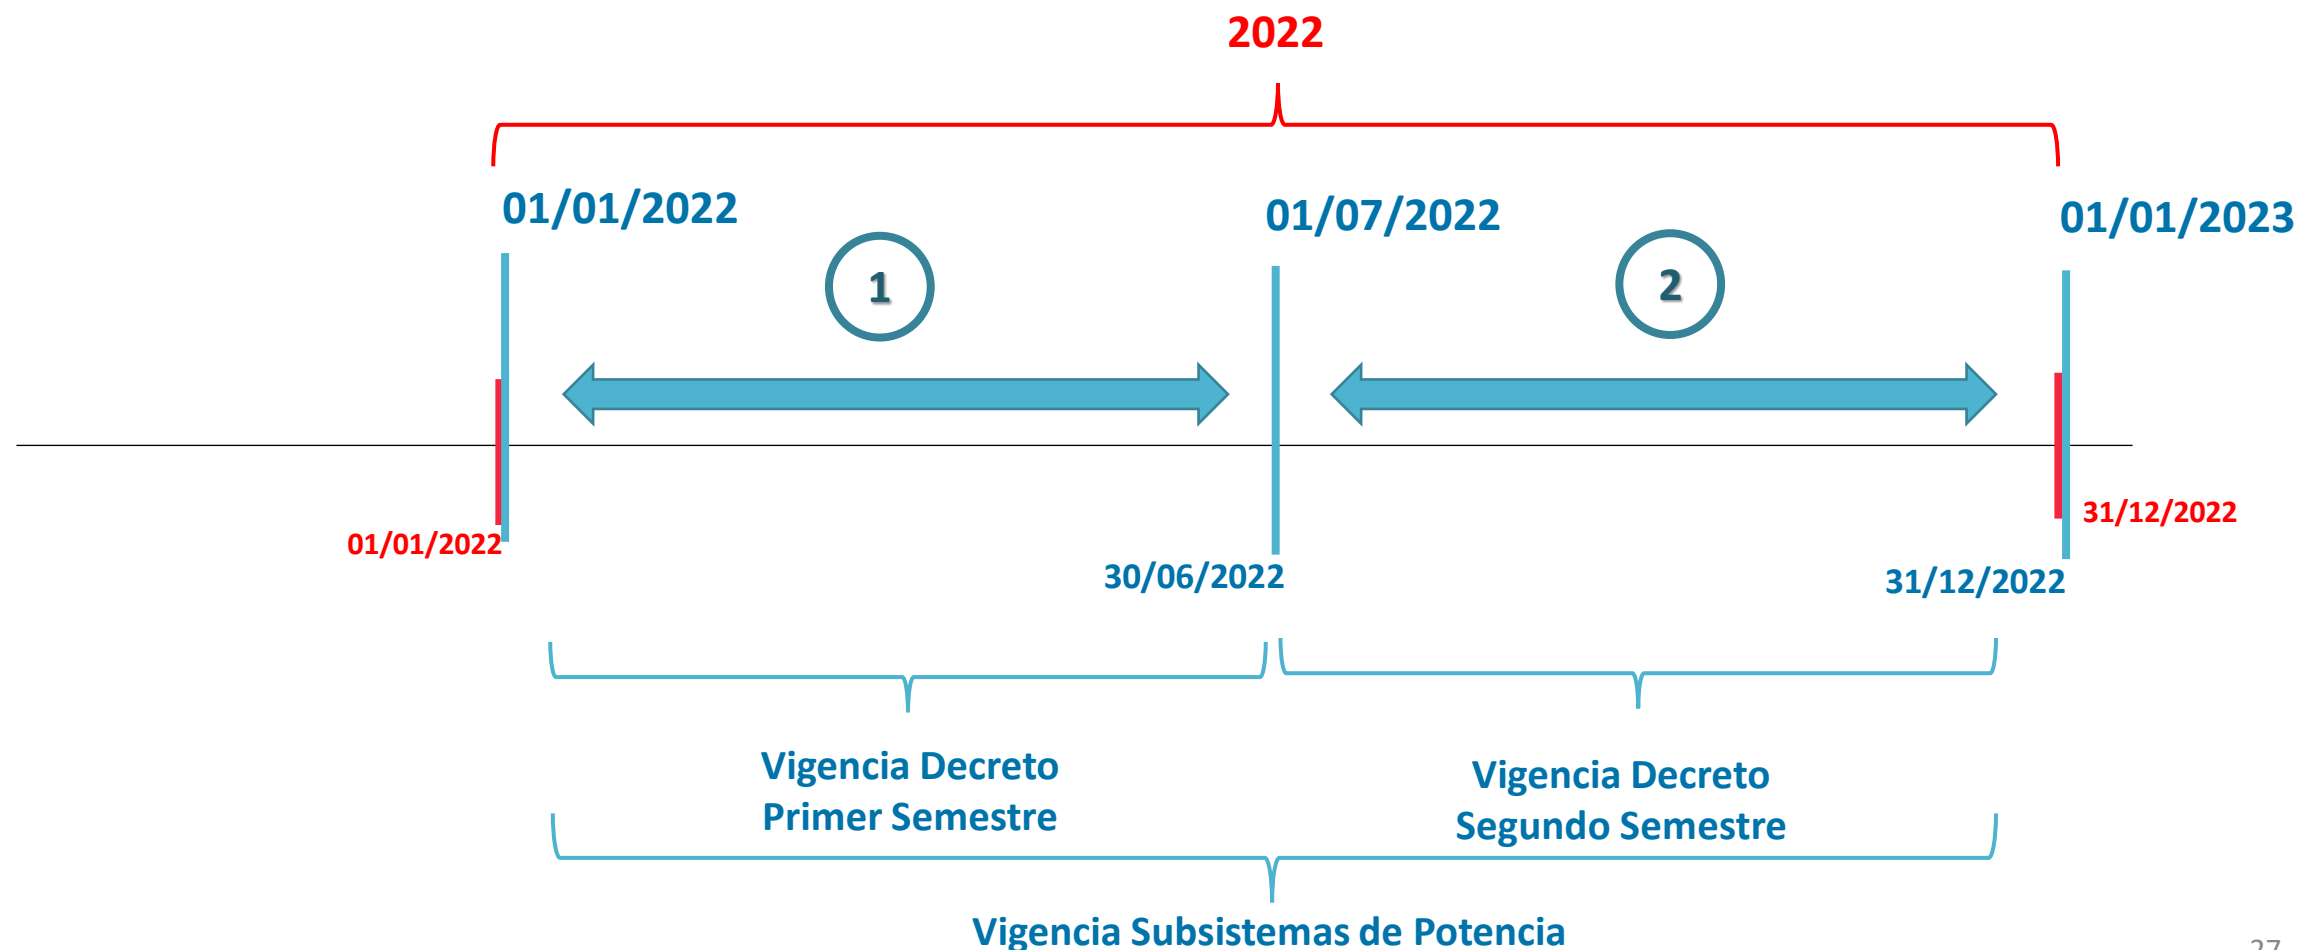 2022
01/01/2022
01/07/2022
01/01/2023
1
2
01/01/2022
31/12/2022
30/06/2022
31/12/2022
Vigencia Decreto
Primer Semestre
Vigencia Decreto
Segundo Semestre
Vigencia Subsistemas de Potencia
27